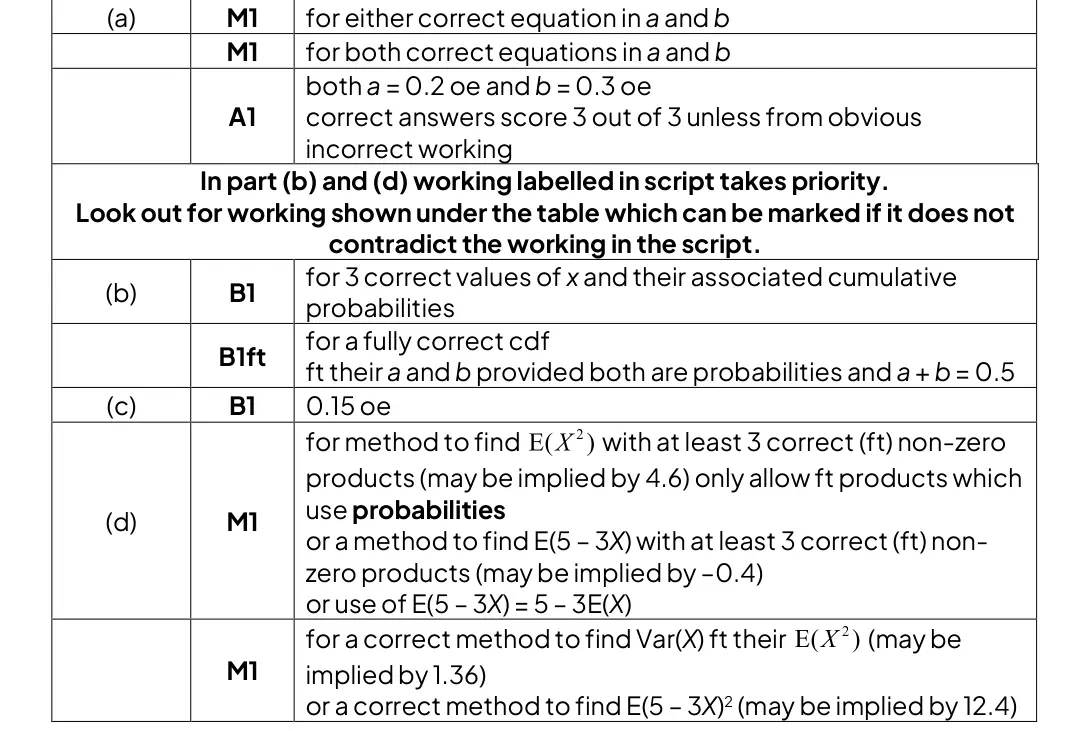 (a) M1 for either correct equation in a and b
M1 for both correct equations in a and b
both a = 0.2 oe and b = 0.3 oe
A1 correct answers score 3 out of 3 unless from obvious
incorrect working
In part (b) and (d) working labelled in script takes priority.
Look out for working shown under the table which can be marked if it does not
contradict the working in the script.
(b) B1 for 3 correct values of x and their associated cumulative
probabilities
B1ft for a fully correct cdf
ft their a and b provided both are probabilities and a + b = 0.5
(c) B1 0.15 oe
for method to find E(X²) with at least 3 correct (ft) non-zero
products (may be implied by 4.6) only allow ft products which
(d) M1 use probabilities
or a method to find E(5 – 3X) with at least 3 correct (ft) non-
zero products (may be implied by –0.4)
or use of E(5 – 3X) = 5 – 3E(X)
M1 for a correct method to find Var(X) ft their E(X²) (may be
implied by 1.36)
or a correct method to find E(5 – 3X)² (may be implied by 12.4)